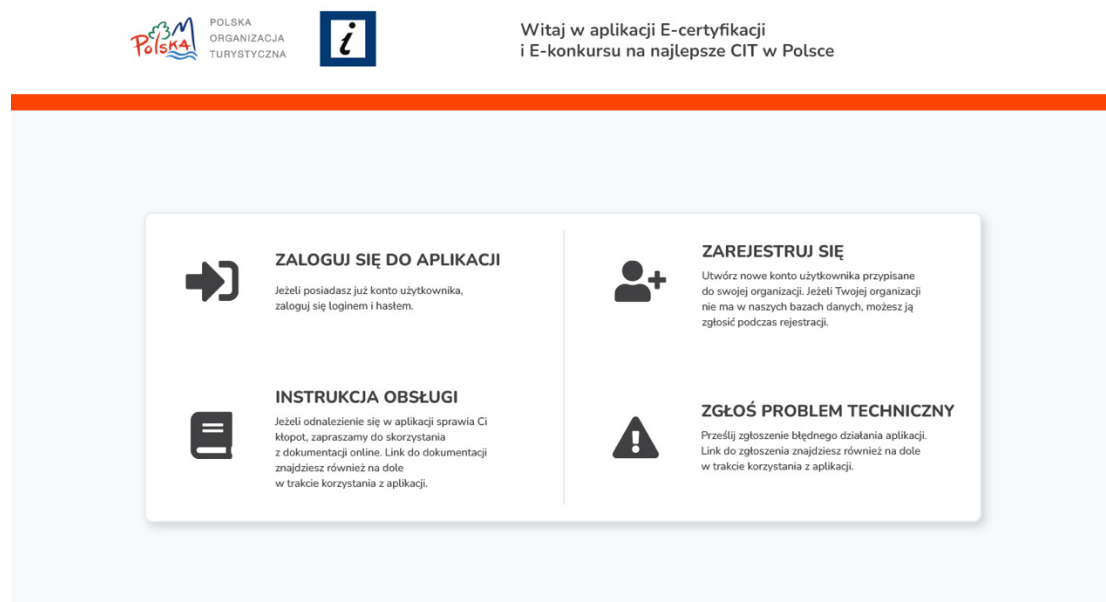 Polska
POLSKA
ORGANIZACJA
TURYSTYCZNA
i
Witaj w aplikacji E-certyfikacji
i E-konkursu na najlepsze CIT w Polsce
ZALOGUJ SIĘ DO APLIKACJI
Jeżeli posiadasz już konto użytkownika,
zaloguj się loginem i hasłem.
ZAREJESTRUJ SIĘ
Utwórz nowe konto użytkownika przypisane
do swojej organizacji. Jeżeli Twojej organizacji
nie ma w naszych bazach danych, możesz ją
zgłosić podczas rejestracji.
INSTRUKCJA OBSŁUGI
Jeżeli odnalezienie się w aplikacji sprawia Ci
kłopot, zapraszamy do skorzystania
z dokumentacji online. Link do dokumentacji
znajdziesz również na dole
w trakcie korzystania z aplikacji.
ZGŁOŚ PROBLEM TECHNICZNY
Prześlij zgłoszenie błędnego działania aplikacji.
Link do zgłoszenia znajdziesz również na dole
w trakcie korzystania z aplikacji.